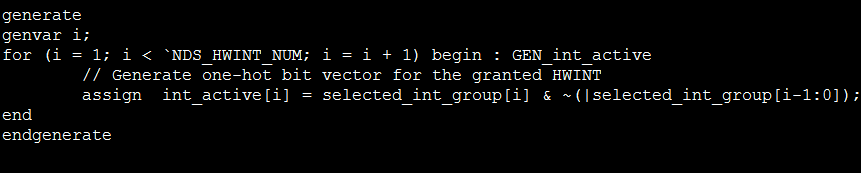 generate
genvar i;
for (i = 1; i < `NDS_HWINT_NUM; i = i + 1) begin : GEN_int_active
        // Generate one-hot bit vector for the granted HWINT
        assign  int_active[i] = selected_int_group[i] & ~(|selected_int_group[i-1:0]);
end
endgenerate